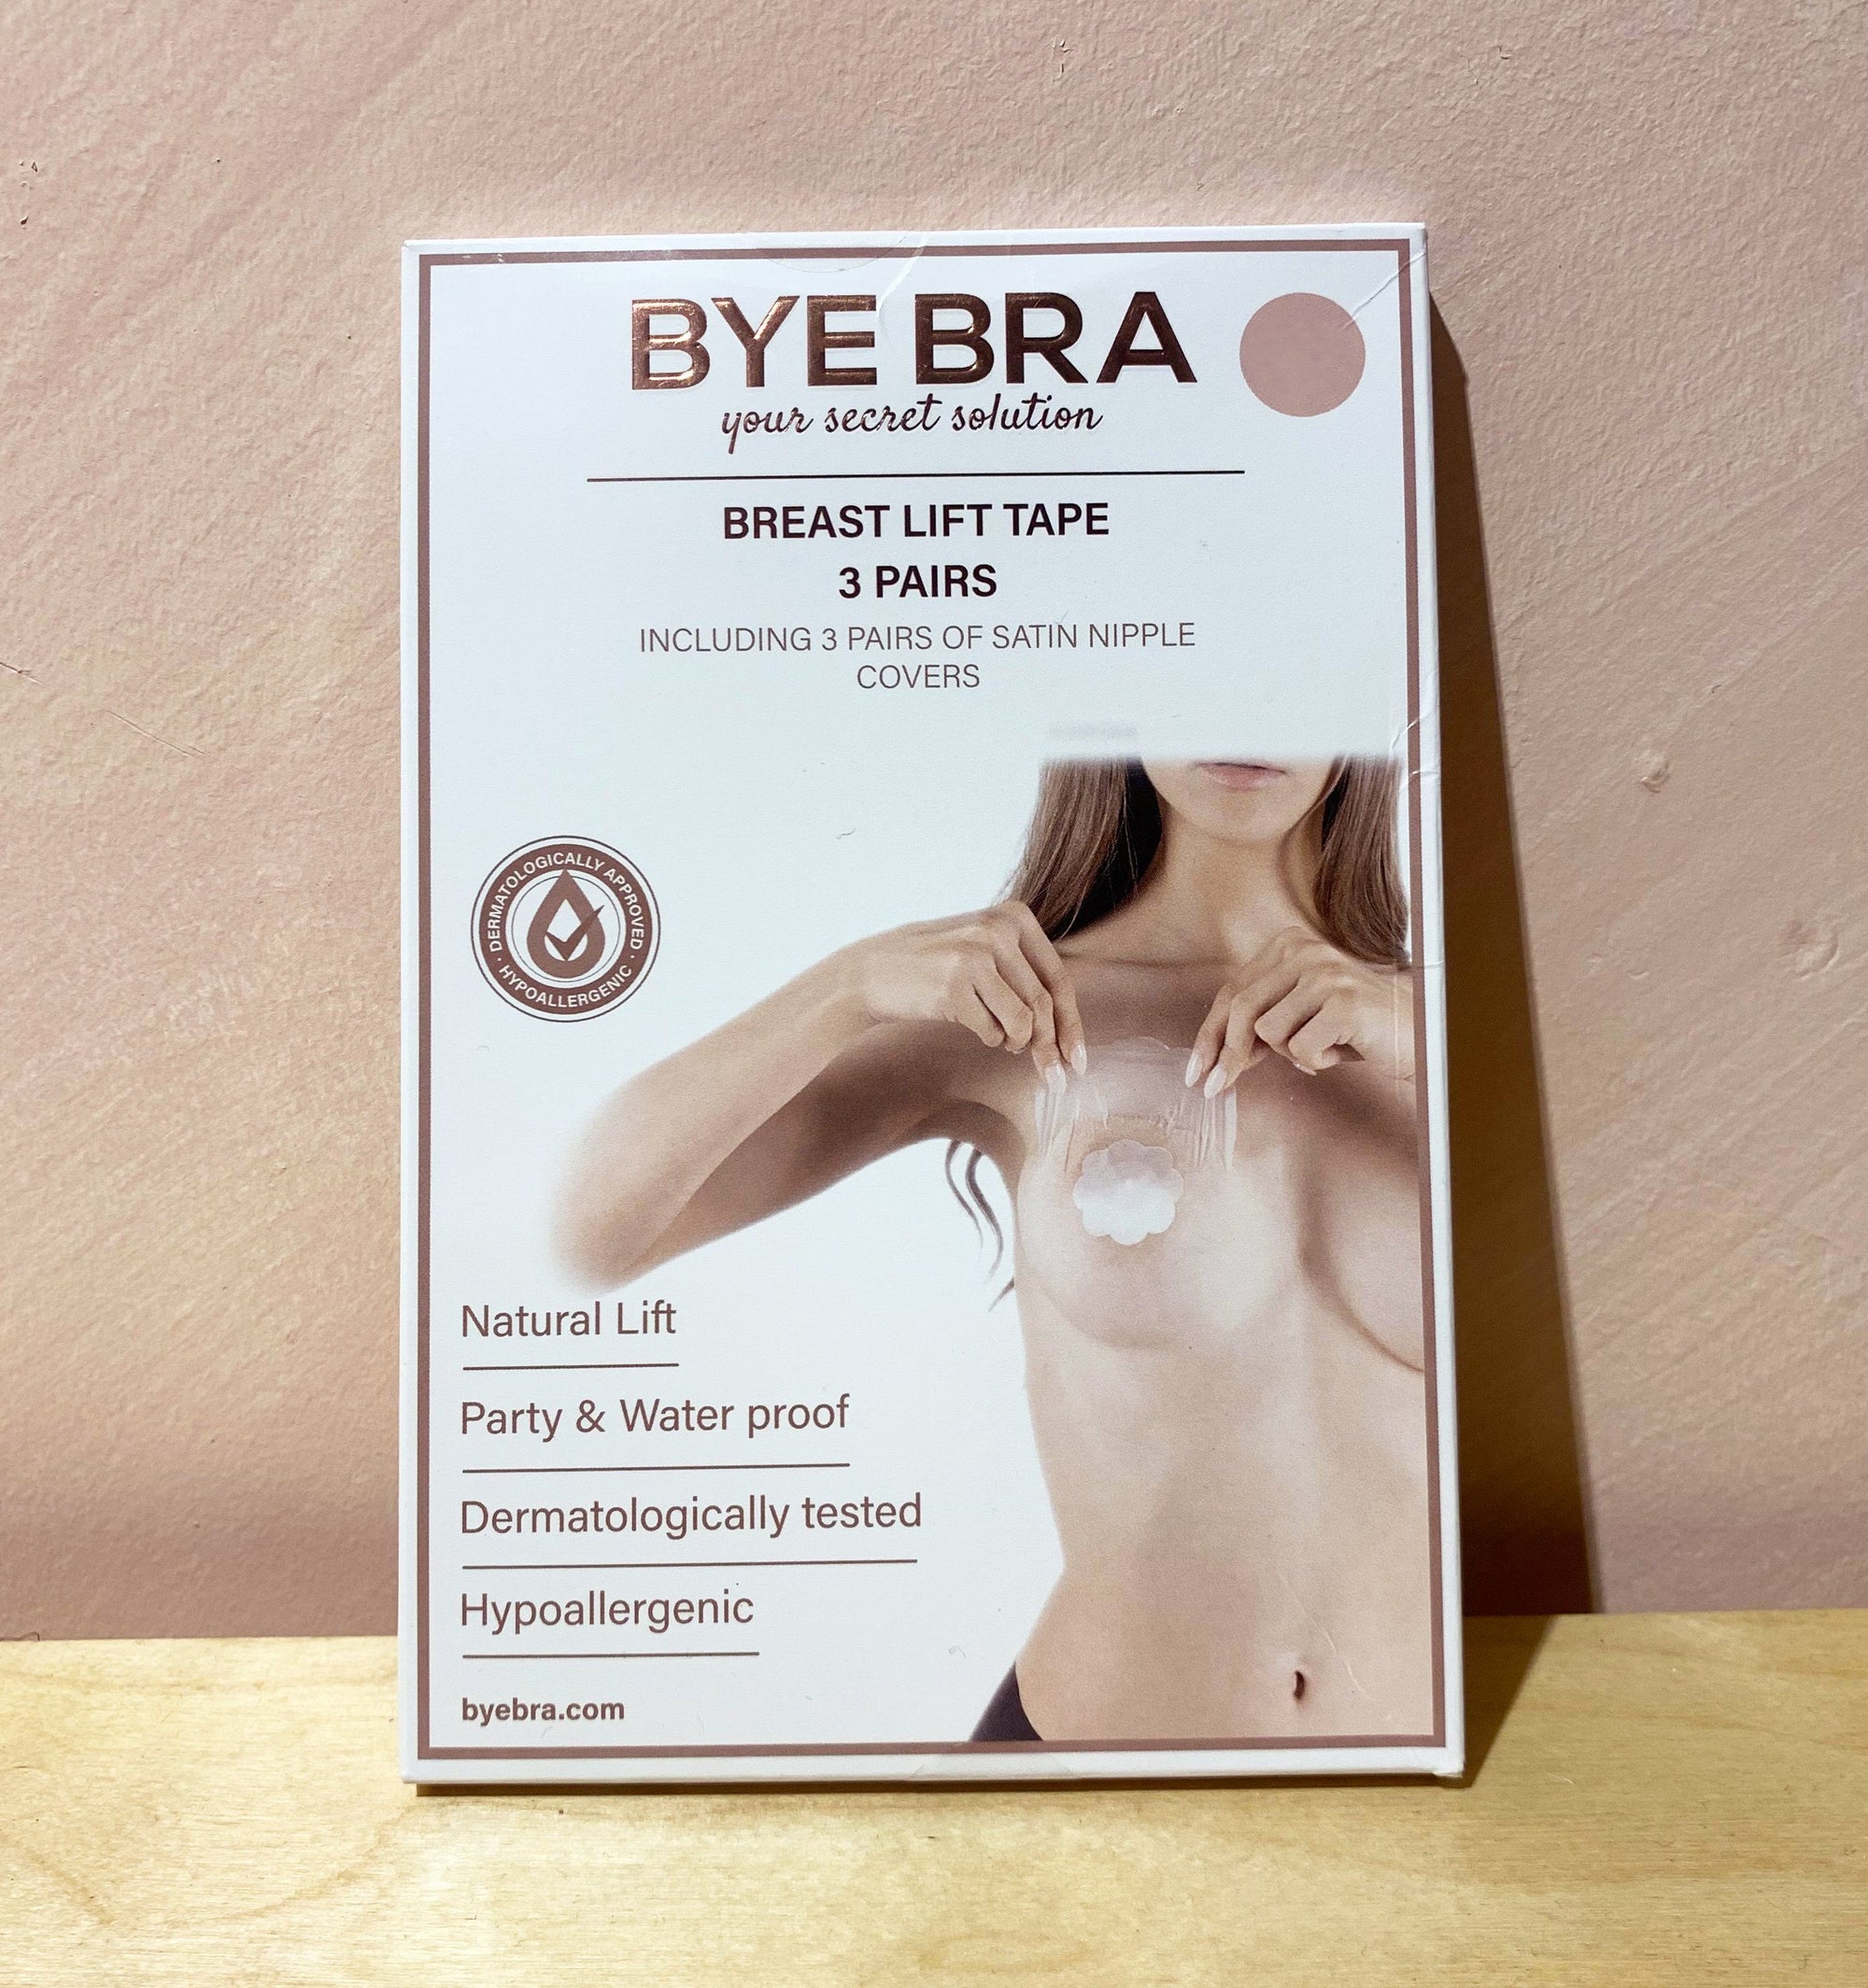 BYE BRA
your secret solution
BREAST LIFT TAPE
3 PAIRS
INCLUDING 3 PAIRS OF SATIN NIPPLE
COVERS
· DERMATOLOGICALLY APPROVED ·
HYPOALLERGENIC
Natural Lift
Party & Water proof
Dermatologically tested
Hypoallergenic
byebra.com